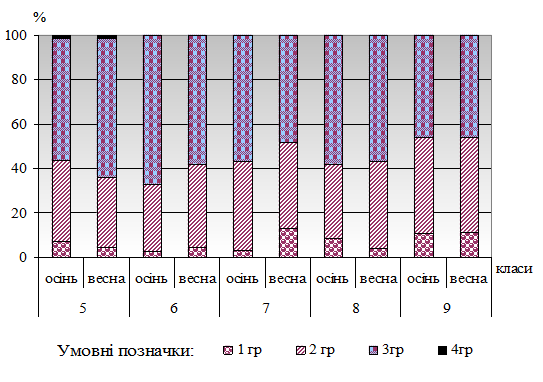 %
100
80
60
40
20
0
осінь весна осінь весна осінь весна осінь весна осінь весна
класи
5 6 7 8 9
Умовні позначки: 1 гр 2 гр 3гр 4гр